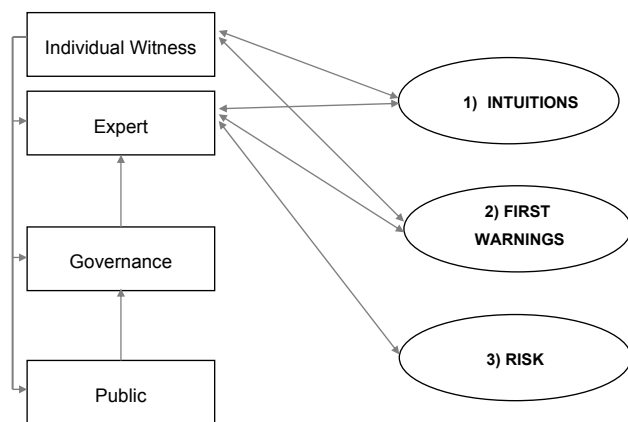 Individual Witness
Expert
Governance
Public
1) INTUITIONS
2) FIRST
WARNINGS
3) RISK